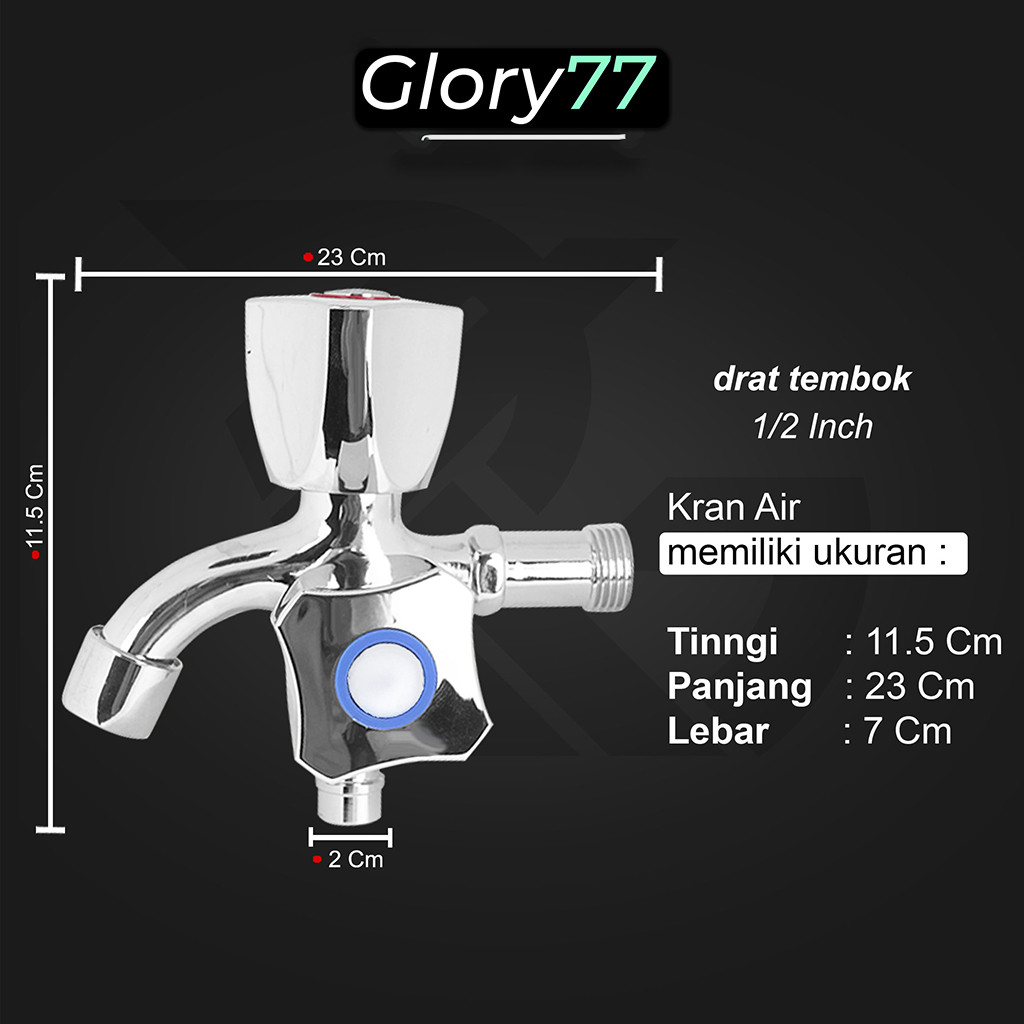 Glory77
23 Cm
11.5 Cm
drat tembok
1/2 Inch
Kran Air
memiliki ukuran :
Tinngi : 11.5 Cm
Panjang : 23 Cm
Lebar : 7 Cm
2 Cm